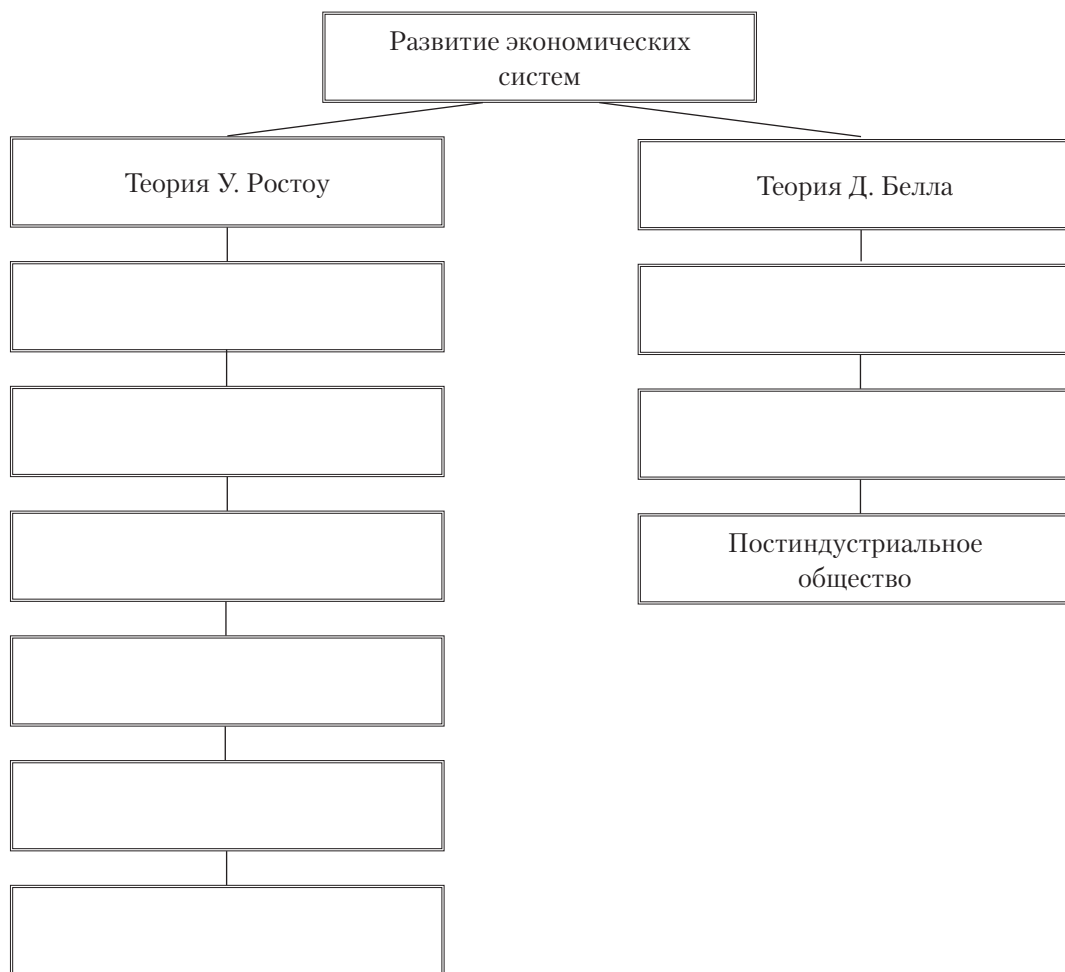 Развитие экономических
систем
Теория У. Ростоу
Теория Д. Белла
Постиндустриальное
общество